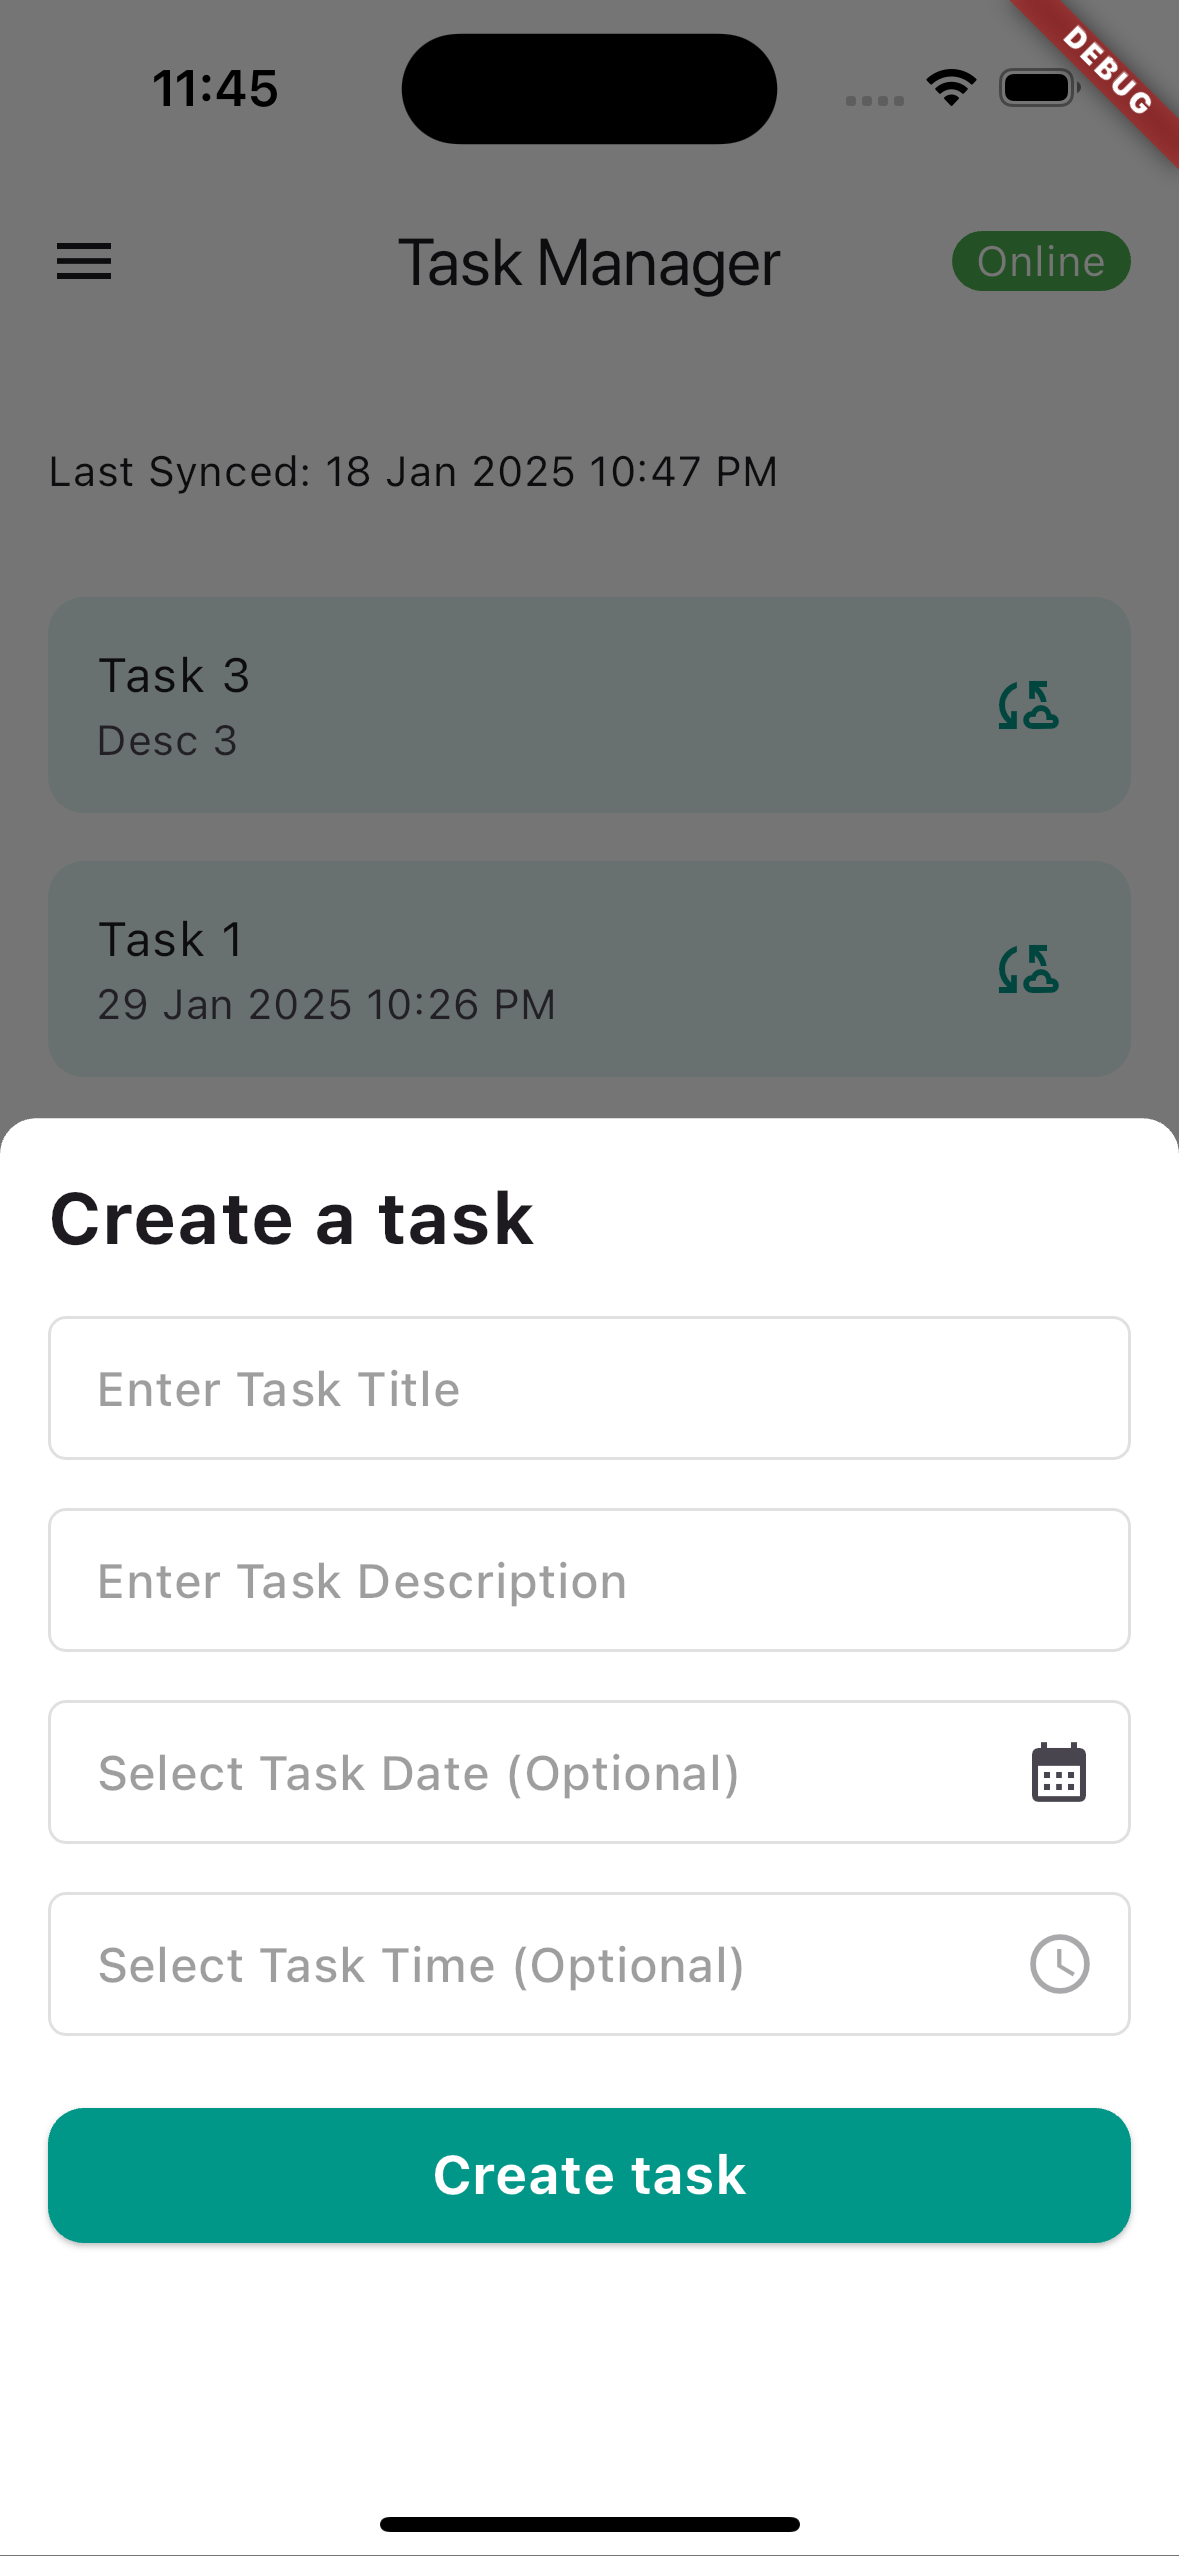 11:45
DEBUG
Task Manager
Online
Last Synced: 18 Jan 2025 10:47 PM
Task 3
Desc 3
Task 1
29 Jan 2025 10:26 PM
Create a task
Enter Task Title
Enter Task Description
Select Task Date (Optional)
Select Task Time (Optional)
Create task